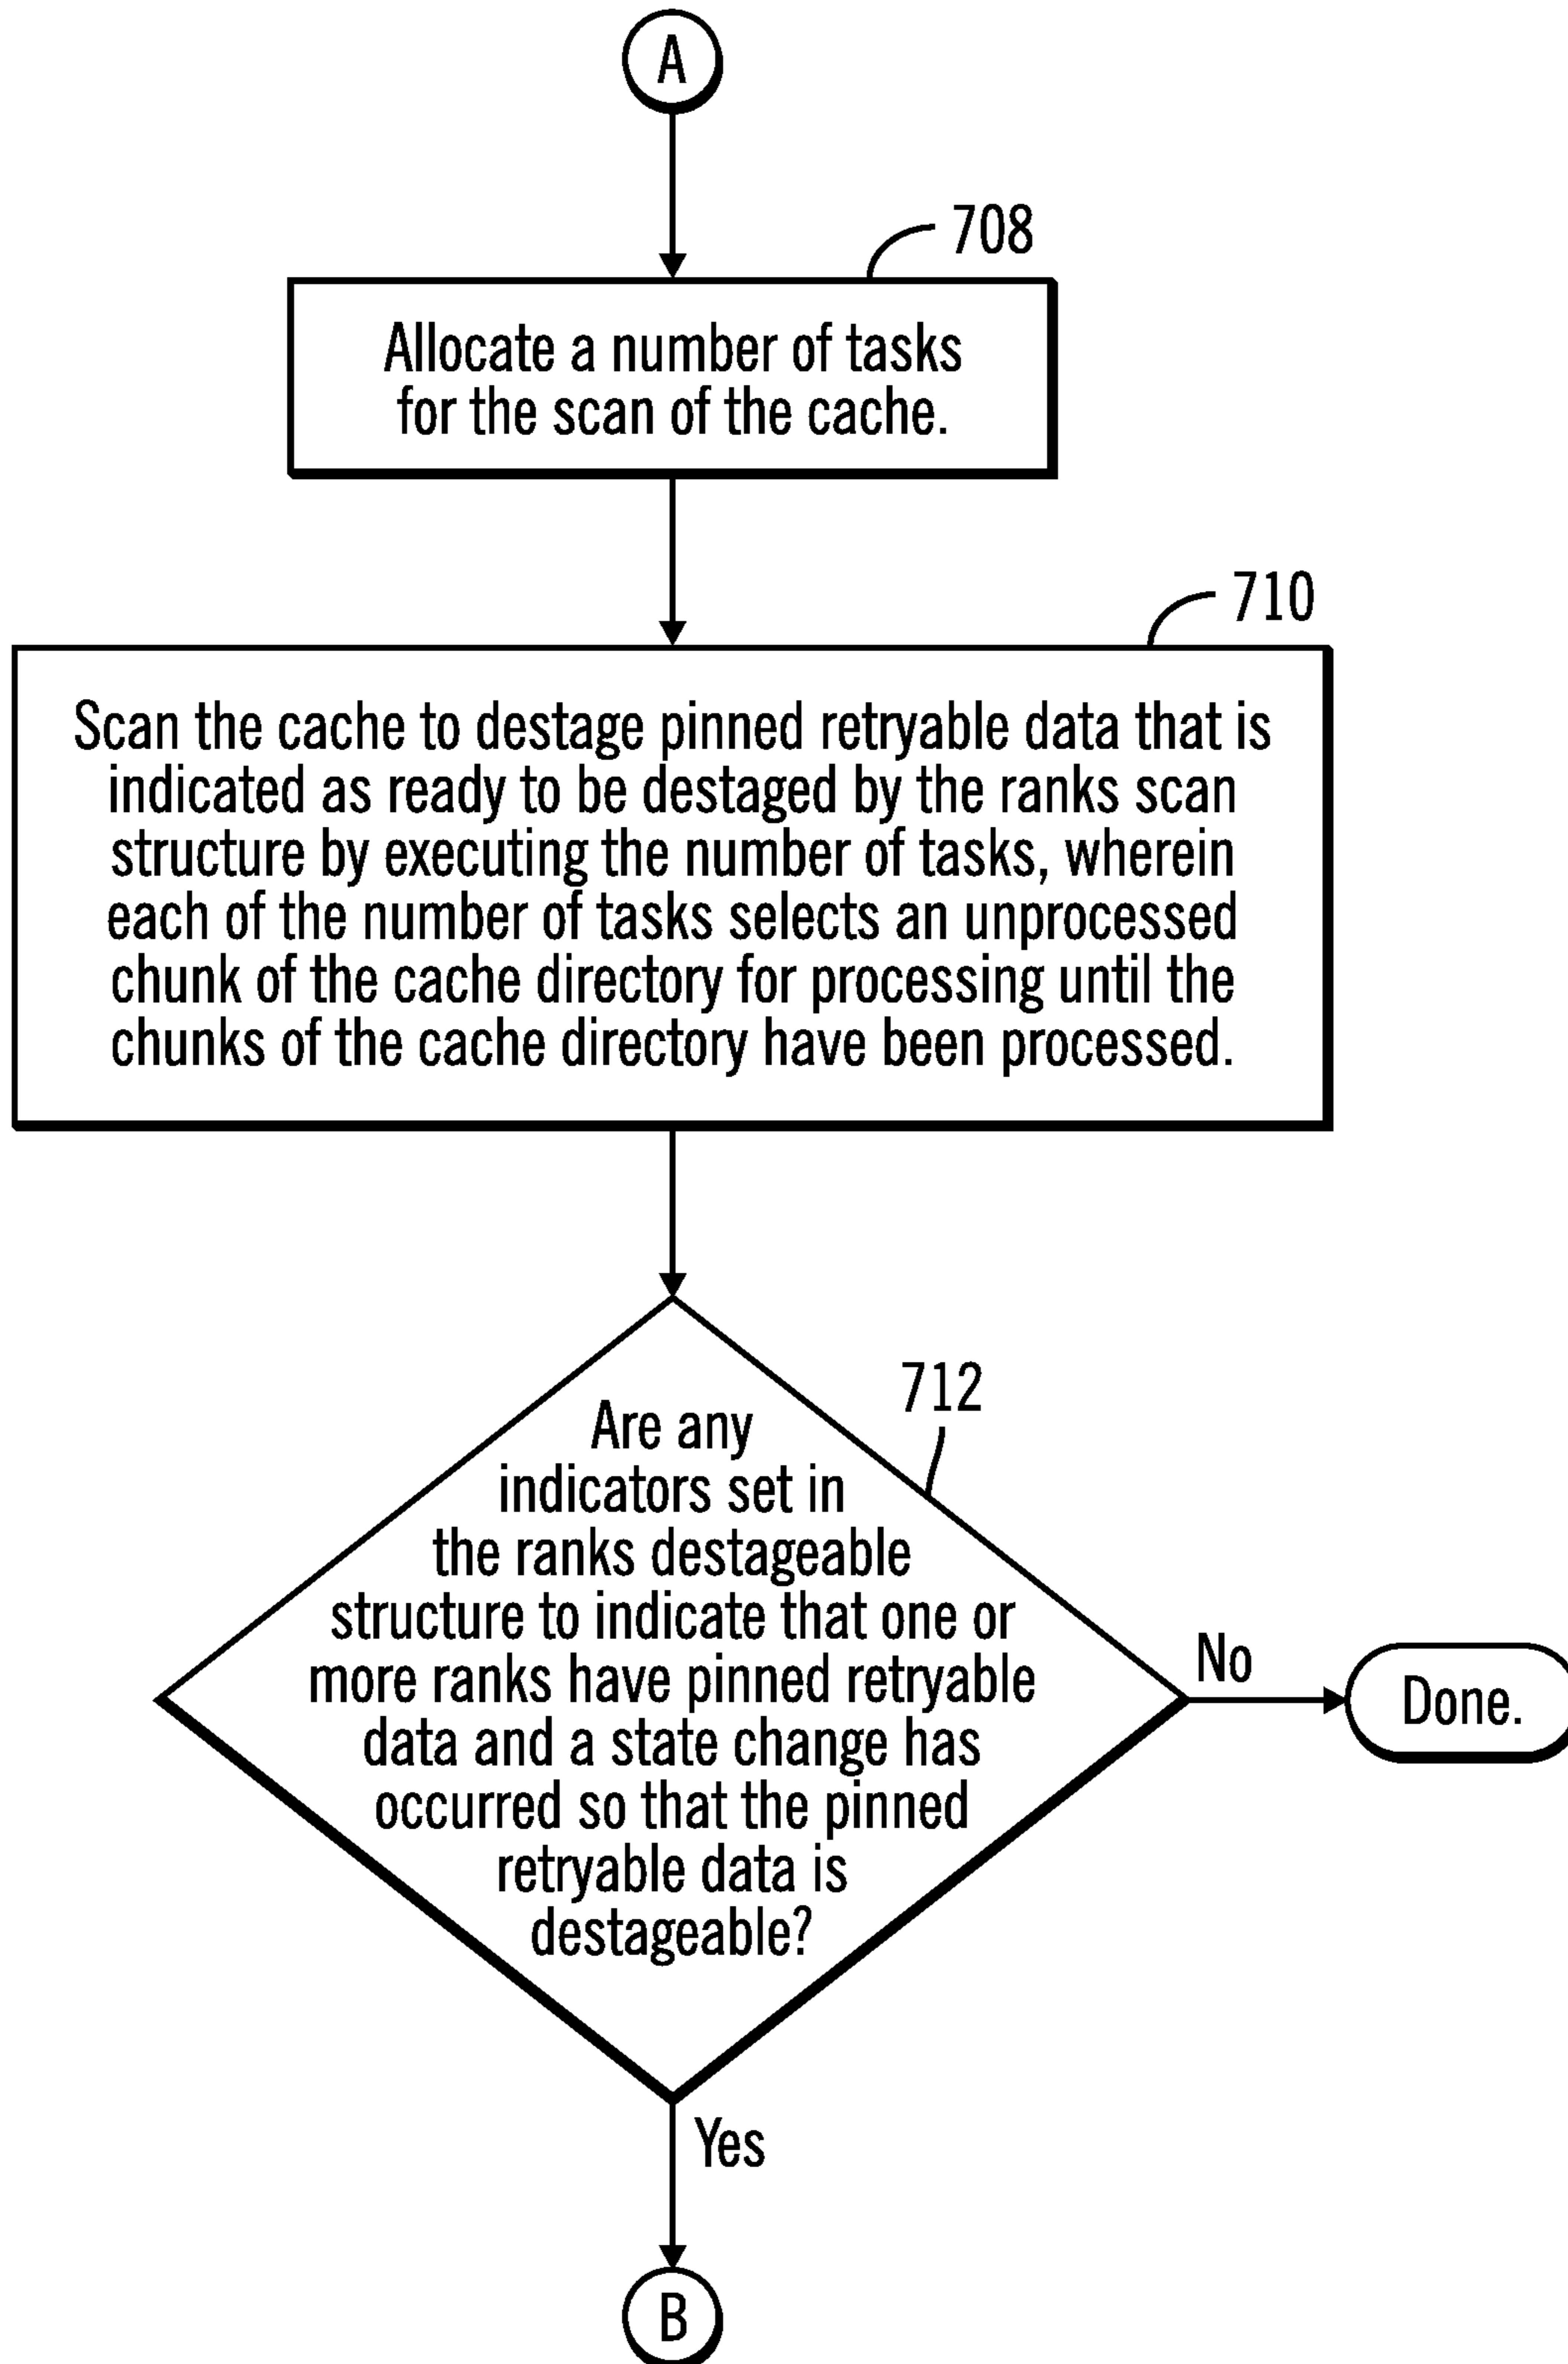 A
708
Allocate a number of tasks
for the scan of the cache.
710
Scan the cache to destage pinned retryable data that is
indicated as ready to be destaged by the ranks scan
structure by executing the number of tasks, wherein
each of the number of tasks selects an unprocessed
chunk of the cache directory for processing until the
chunks of the cache directory have been processed.
712
Are any
indicators set in
the ranks destageable
structure to indicate that one or
more ranks have pinned retryable
data and a state change has
occurred so that the pinned
retryable data is
destageable?
No
Done.
Yes
B